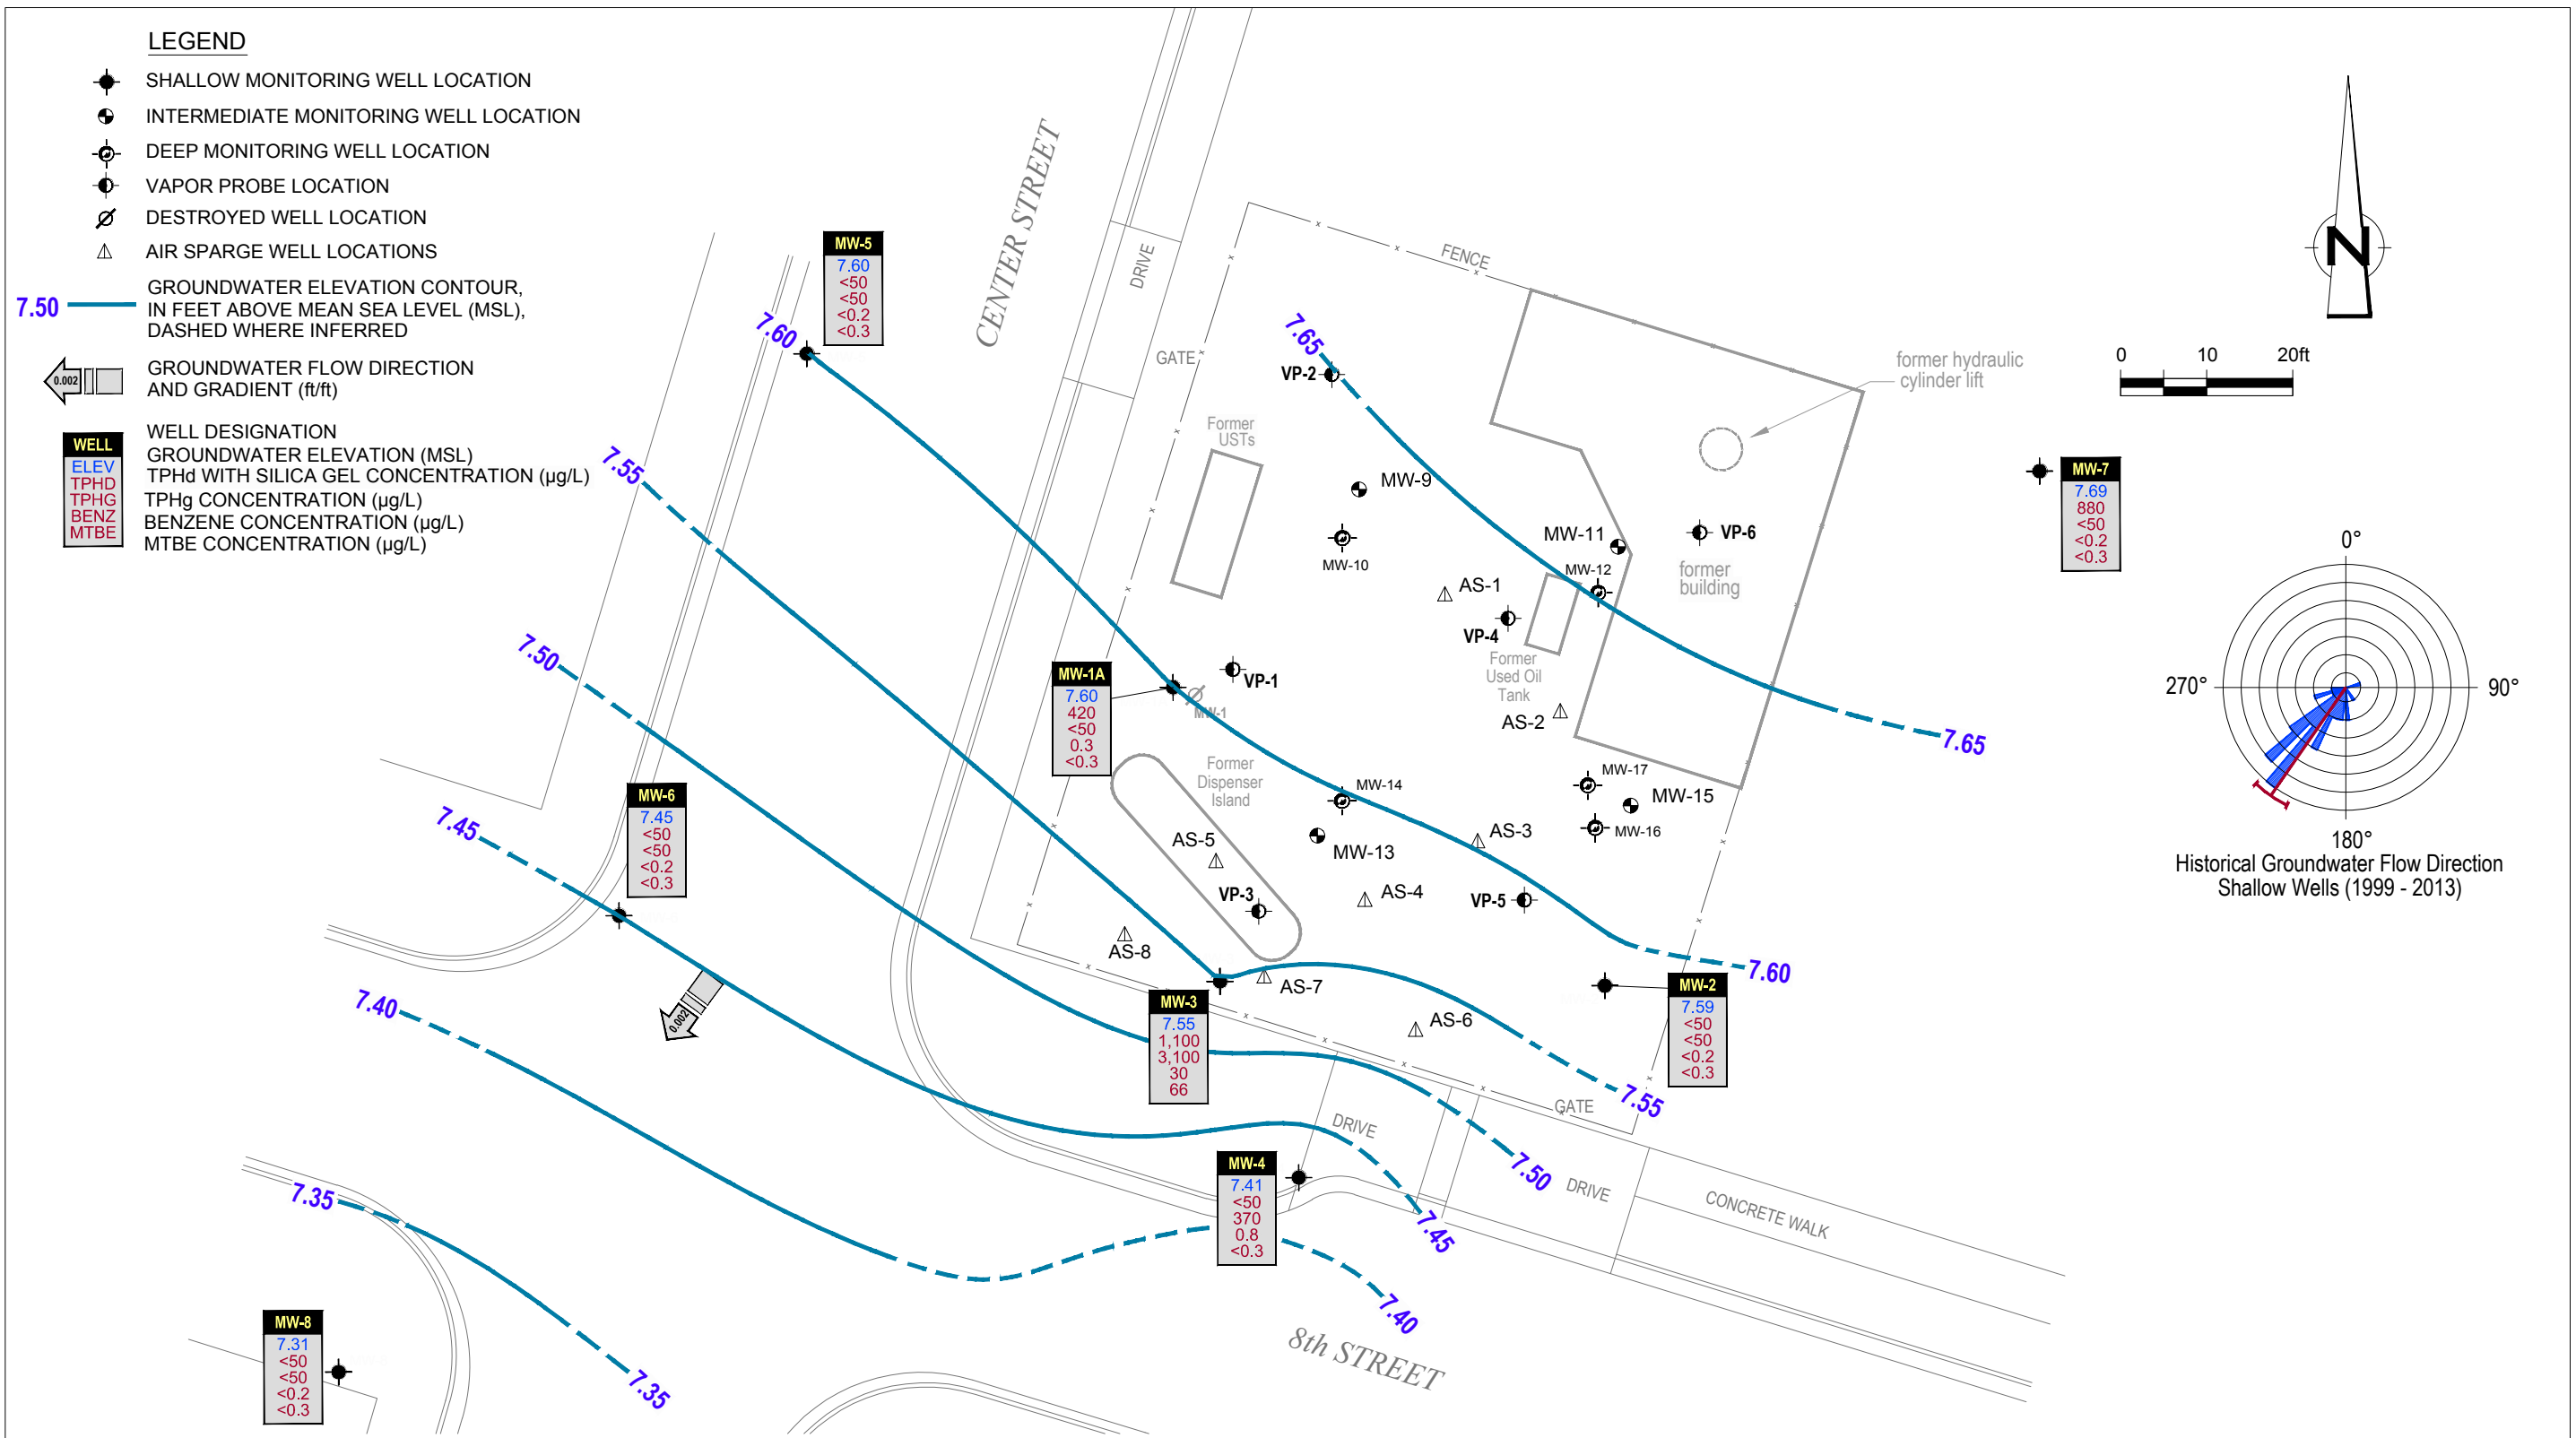 LEGEND
SHALLOW MONITORING WELL LOCATION
INTERMEDIATE MONITORING WELL LOCATION
DEEP MONITORING WELL LOCATION
VAPOR PROBE LOCATION
DESTROYED WELL LOCATION
AIR SPARGE WELL LOCATIONS
7.50
GROUNDWATER ELEVATION CONTOUR,
IN FEET ABOVE MEAN SEA LEVEL (MSL),
DASHED WHERE INFERRED
0.002
GROUNDWATER FLOW DIRECTION
AND GRADIENT (ft/ft)
WELL
ELEV
TPHD
TPHG
BENZ
MTBE
WELL DESIGNATION
GROUNDWATER ELEVATION (MSL)
TPHd WITH SILICA GEL CONCENTRATION (µg/L)
TPHg CONCENTRATION (µg/L)
BENZENE CONCENTRATION (µg/L)
MTBE CONCENTRATION (µg/L)
MW-5
7.60
<50
<50
<0.2
<0.3
7.60
7.55
7.50
7.45
7.40
7.35
CENTER STREET
DRIVE
GATE
FENCE
7.65
VP-2
Former
USTs
MW-9
MW-10
MW-11
MW-12
AS-1
VP-4
VP-6
former
building
former hydraulic
cylinder lift
Former
Used Oil
Tank
AS-2
MW-1A
7.60
420
<50
0.3
<0.3
MW-1
VP-1
Former
Dispenser
Island
MW-14
MW-13
MW-17
MW-15
MW-16
AS-3
AS-5
VP-3
AS-4
VP-5
AS-8
AS-7
AS-6
MW-6
7.45
<50
<50
<0.2
<0.3
0.002
MW-3
7.55
1,100
3,100
30
66
MW-2
7.59
<50
<50
<0.2
<0.3
7.65
7.60
7.55
GATE
7.50
DRIVE
DRIVE
CONCRETE WALK
MW-4
7.41
<50
370
0.8
<0.3
7.45
7.40
8th STREET
7.35
MW-8
7.31
<50
<50
<0.2
<0.3
N
0
10
20ft
MW-7
7.69
880
<50
<0.2
<0.3
0°
270°
90°
180°
Historical Groundwater Flow Direction
Shallow Wells (1999 - 2013)